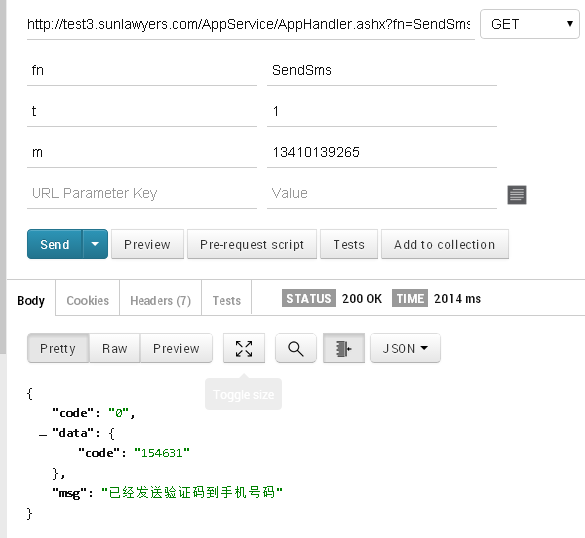 http://test3.sunlawyers.com/AppService/AppHandler.ashx?fn=SendSms GET
fn SendSms
t 1
m 13410139265
URL Parameter Key Value
Send Preview Pre-request script Tests Add to collection
Body Cookies Headers (7) Tests STATUS 200 OK TIME 2014 ms
Pretty Raw Preview JSON
Toggle size
{
"code": "0",
"data": {
"code": "154631"
},
"msg": "已经发送验证码到手机号码"
}